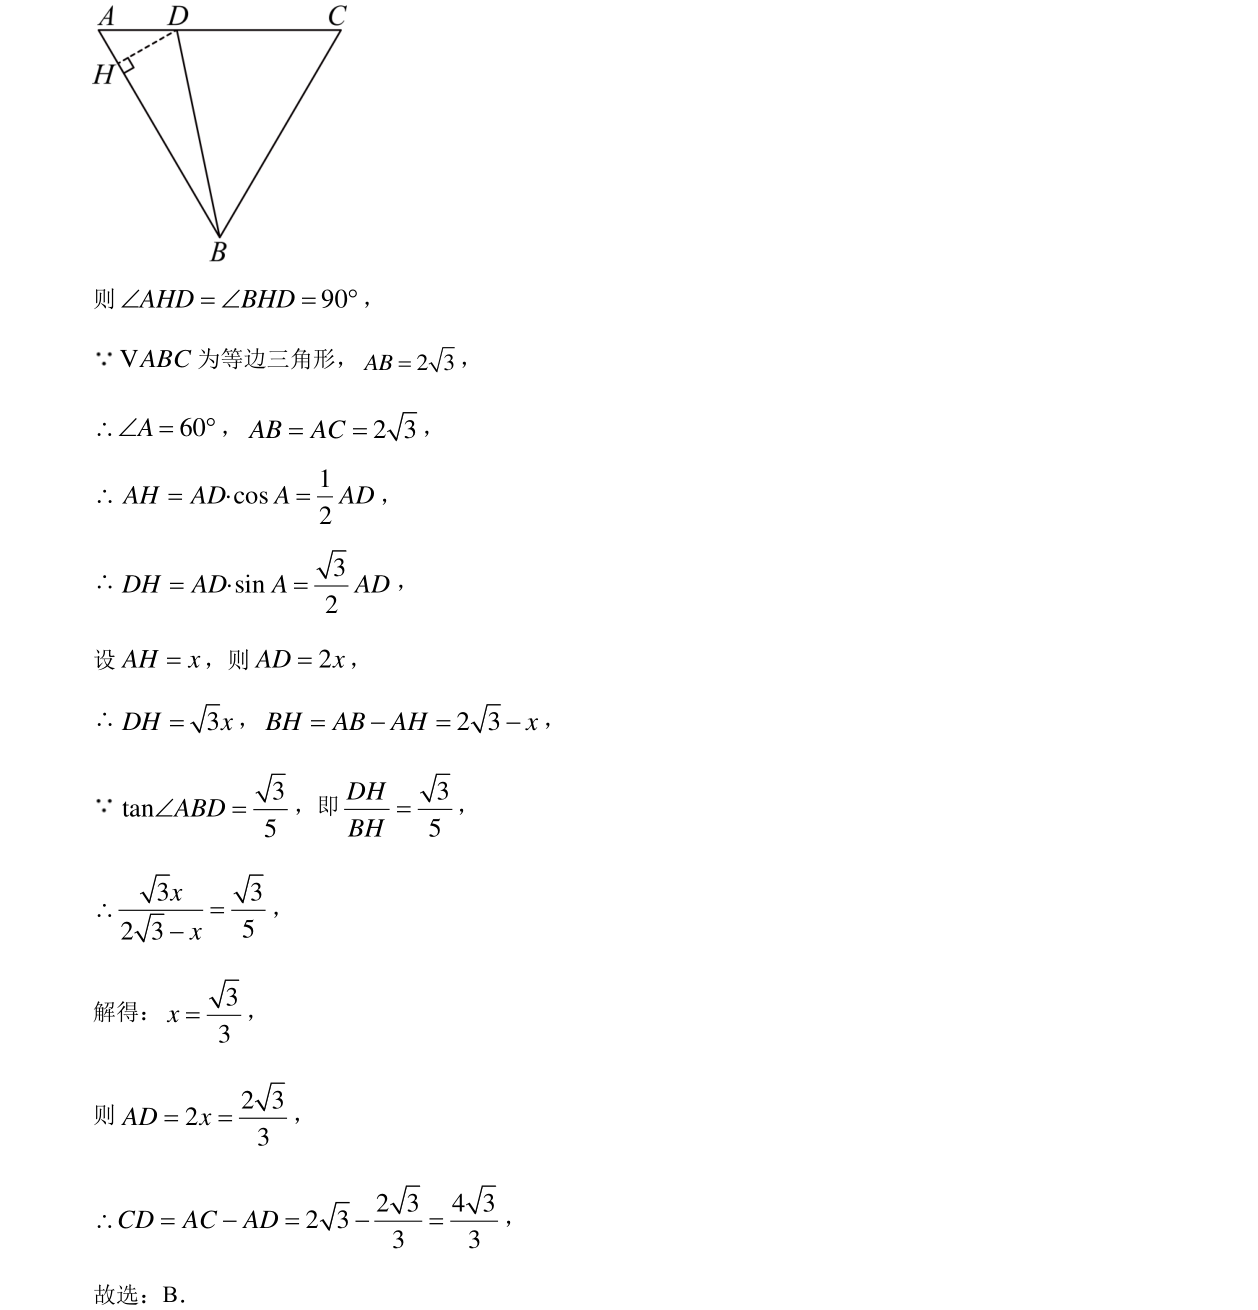 A D C
H
B
则 ∠AHD = ∠BHD = 90°，
∵ VABC 为等边三角形， AB = 2√3，
∴ ∠A = 60°， AB = AC = 2√3，
∴ AH = AD·cos A = 1/2 AD，
∴ DH = AD·sin A = √3/2 AD，
设 AH = x，则 AD = 2x，
∴ DH = √3x， BH = AB − AH = 2√3 − x，
∵ tan∠ABD = √3/5，即 DH/BH = √3/5，
∴ √3x/(2√3 − x) = √3/5，
解得： x = √3/3，
则 AD = 2x = 2√3/3，
∴ CD = AC − AD = 2√3 − 2√3/3 = 4√3/3，
故选：B．